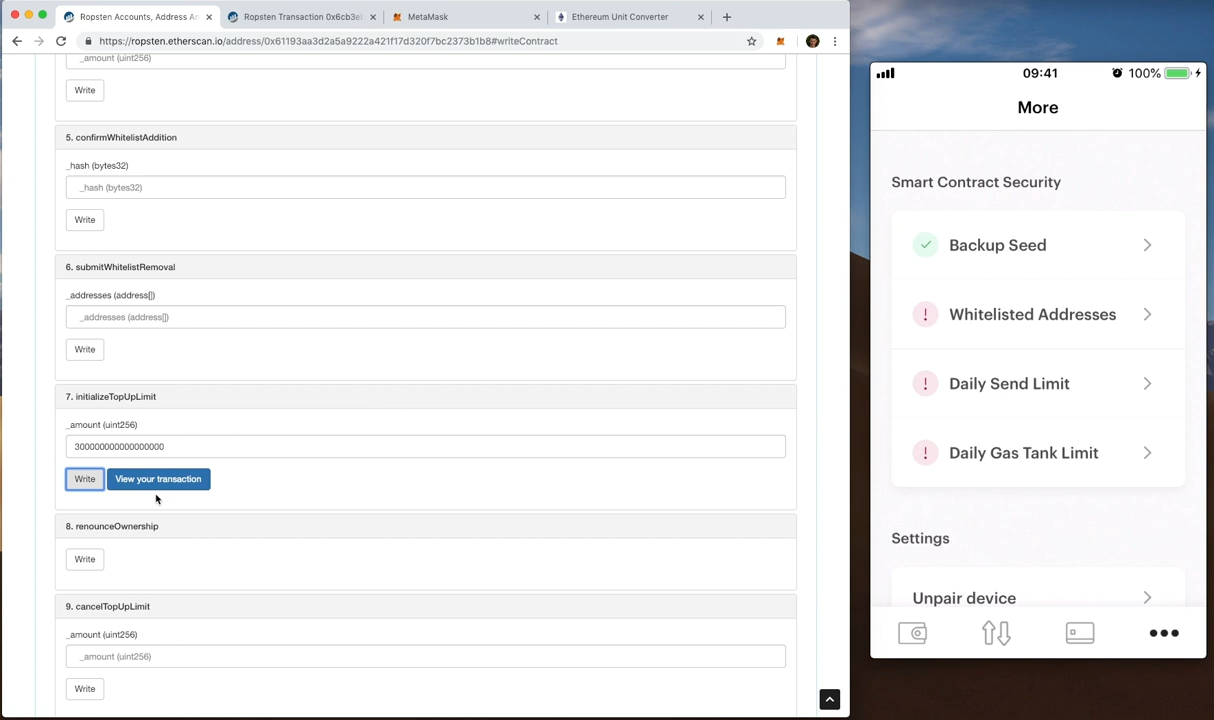 Ropsten Accounts, Address An
Ropsten Transaction 0x6cb3e
MetaMask
Ethereum Unit Converter
https://ropsten.etherscan.io/address/0x61193aa3d2a5a9222a421f17d320f7bc2373b1b8#writeContract
_amount (uint256)
Write
5. confirmWhitelistAddition
_hash (bytes32)
_hash (bytes32)
Write
6. submitWhitelistRemoval
_addresses (address[])
_addresses (address[])
Write
7. initializeTopUpLimit
_amount (uint256)
300000000000000000
Write View your transaction
8. renounceOwnership
Write
9. cancelTopUpLimit
_amount (uint256)
_amount (uint256)
Write
09:41
100%
More
Smart Contract Security
Backup Seed
! Whitelisted Addresses
! Daily Send Limit
! Daily Gas Tank Limit
Settings
Unpair device